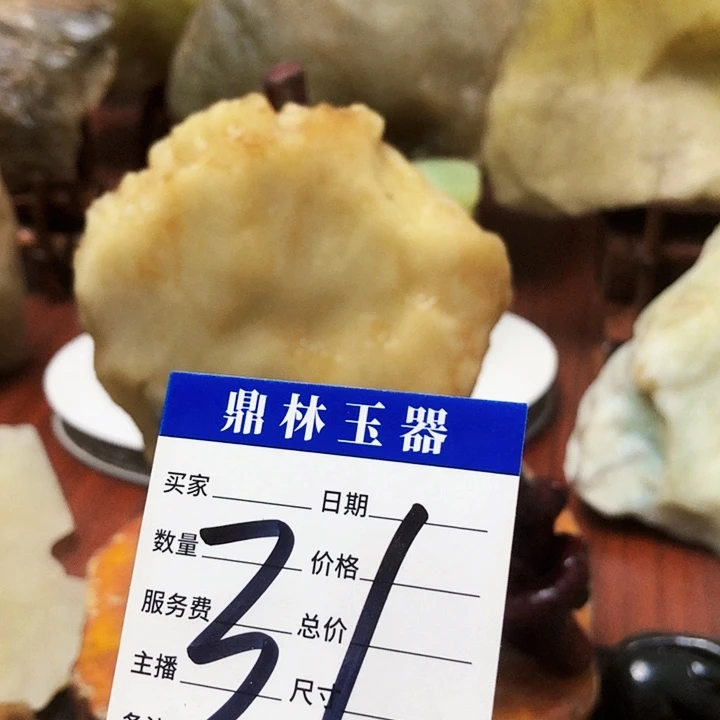 鼎林玉器
买家 日期
数量 价格
服务费 总价
主播 尺寸
31